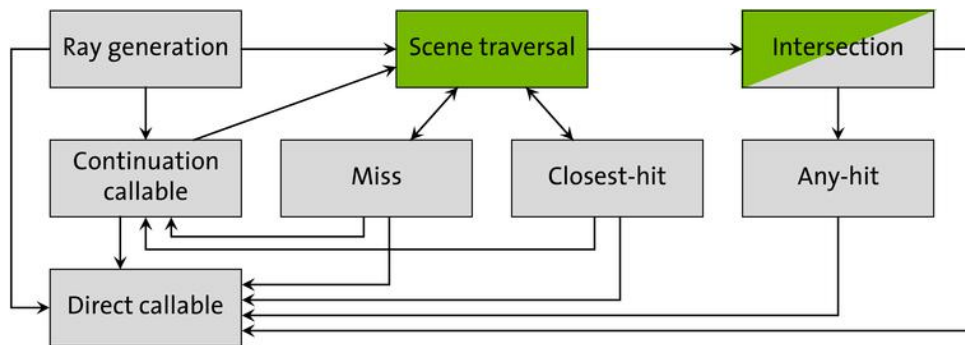 Ray generation
Scene traversal
Intersection
Continuation
callable
Miss
Closest-hit
Any-hit
Direct callable